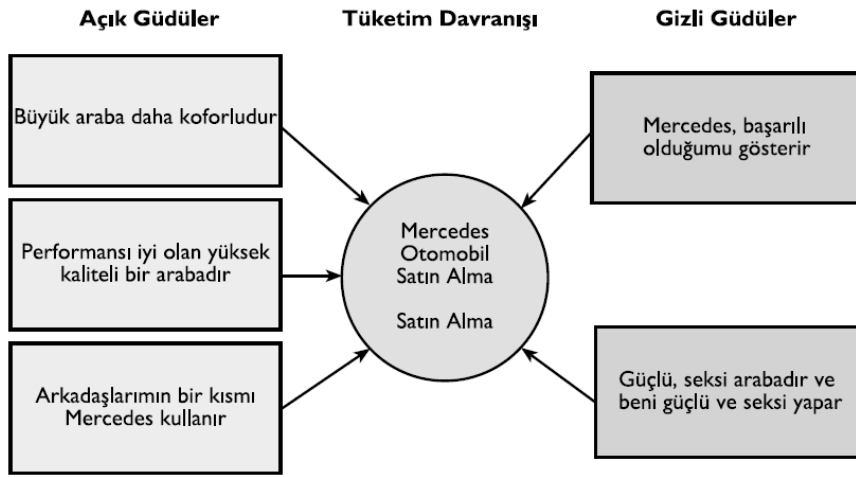 Açık Güdüler
Tüketim Davranışı
Gizli Güdüler
Büyük araba daha koforludur
Performansı iyi olan yüksek
kaliteli bir arabadır
Arkadaşlarımın bir kısmı
Mercedes kullanır
Mercedes
Otomobil
Satın Alma
Satın Alma
Mercedes, başarılı
olduğumu gösterir
Güçlü, seksi arabadır ve
beni güçlü ve seksi yapar